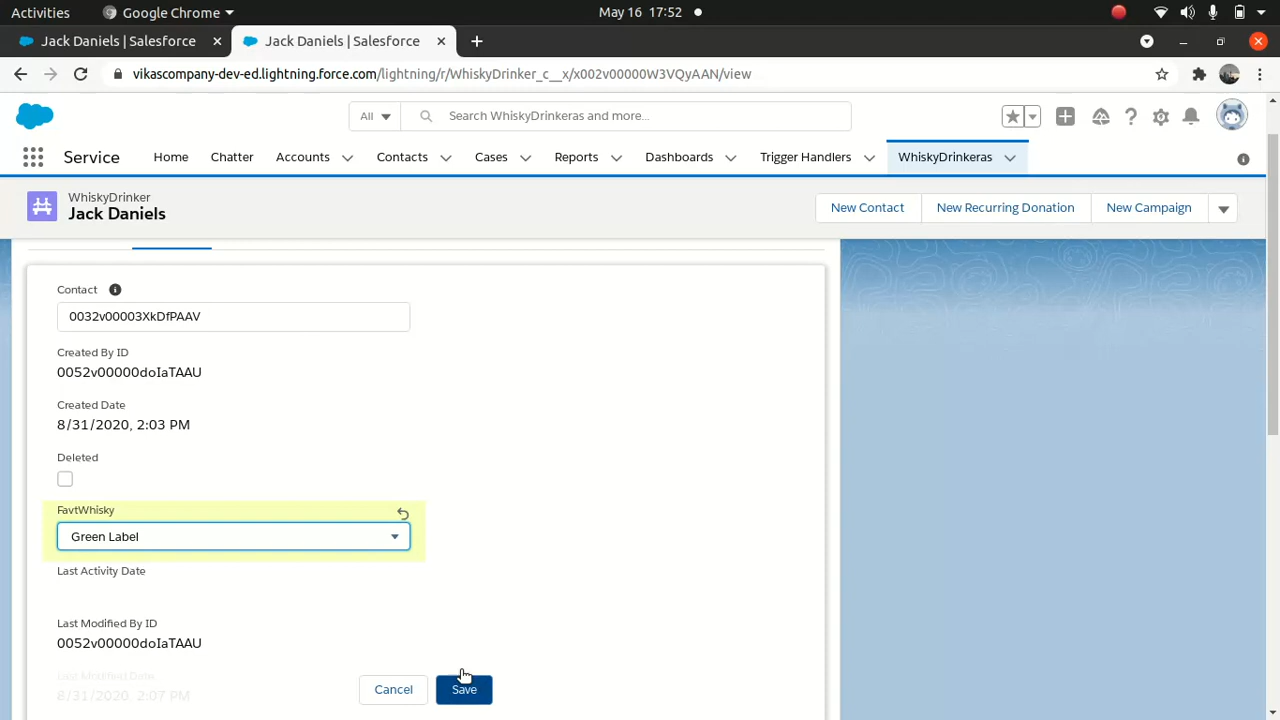 Activities
Google Chrome
May 16 17:52
Jack Daniels | Salesforce
Jack Daniels | Salesforce
vikascompany-dev-ed.lightning.force.com/lightning/r/WhiskyDrinker_c__x/x002v00000W3VQyAAN/view
All
Search WhiskyDrinkeras and more...
Service
Home
Chatter
Accounts
Contacts
Cases
Reports
Dashboards
Trigger Handlers
WhiskyDrinkeras
WhiskyDrinker
Jack Daniels
New Contact
New Recurring Donation
New Campaign
Contact
0032v00003XkDfPAAV
Created By ID
0052v00000doIaTAAU
Created Date
8/31/2020, 2:03 PM
Deleted
FavtWhisky
Green Label
Last Activity Date
Last Modified By ID
0052v00000doIaTAAU
Last Modified Date
8/31/2020, 2:07 PM
Cancel
Save